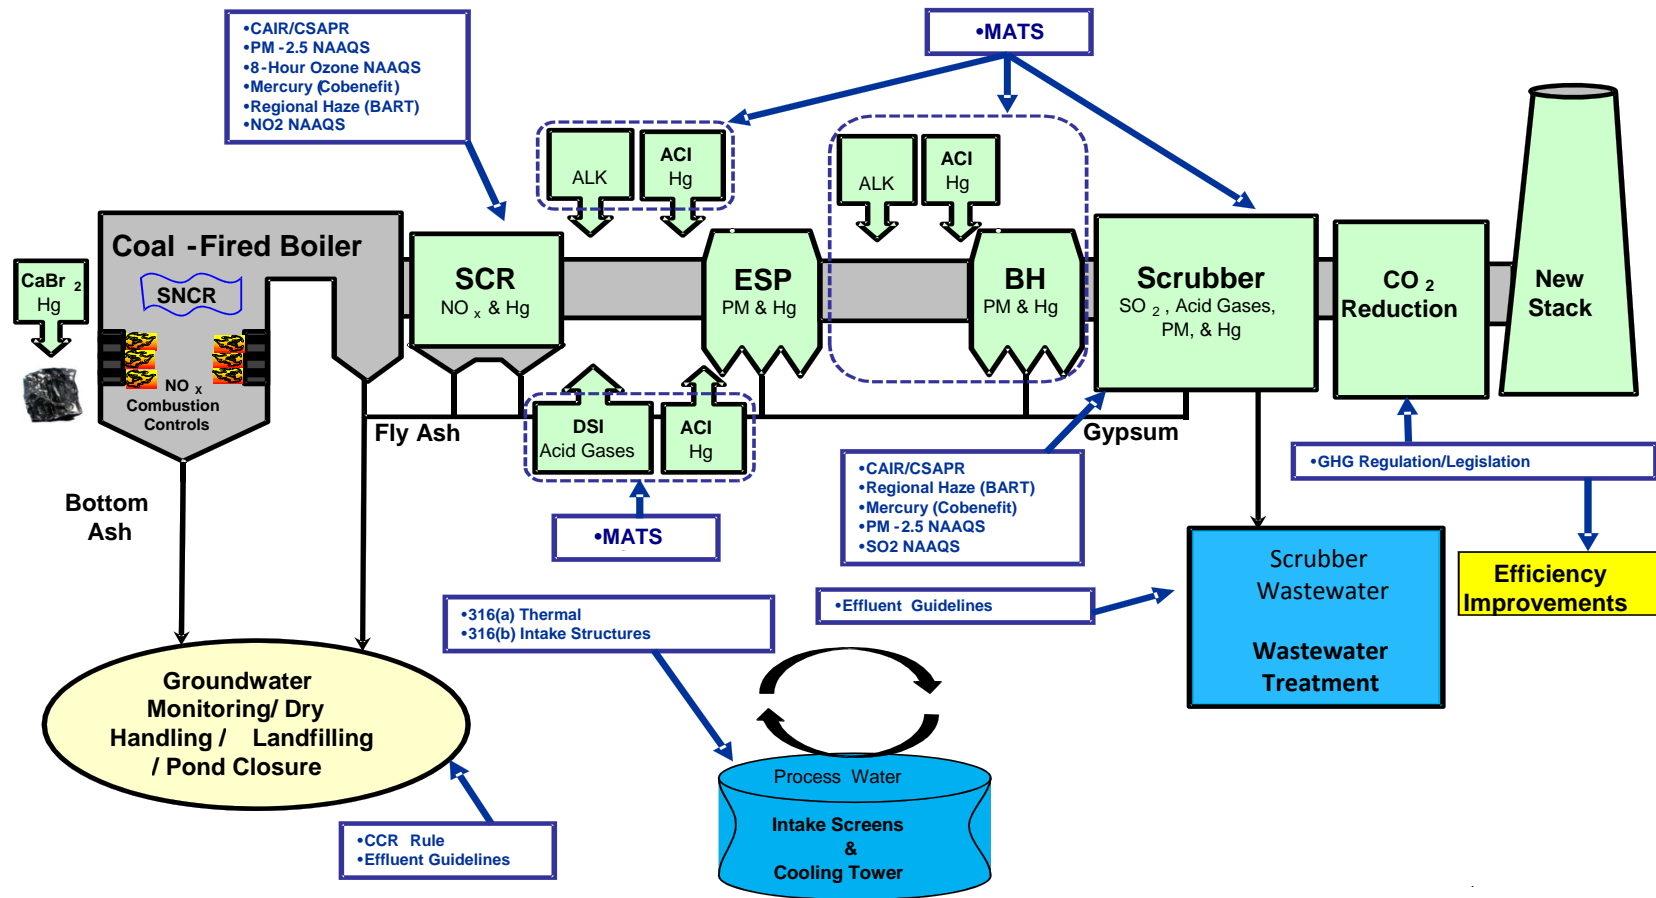 •CAIR/CSAPR
•PM -2.5 NAAQS
•8-Hour Ozone NAAQS
•Mercury (Cobenefit)
•Regional Haze (BART)
•NO2 NAAQS
•MATS
ALK
ACI
Hg
ALK
ACI
Hg
CaBr 2
Hg
Coal -Fired Boiler
SNCR
NO x
Combustion
Controls
SCR
NO x & Hg
ESP
PM & Hg
BH
PM & Hg
Scrubber
SO 2 , Acid Gases,
PM, & Hg
CO 2
Reduction
New
Stack
Fly Ash
DSI
Acid Gases
ACI
Hg
Gypsum
Bottom
Ash
•MATS
•CAIR/CSAPR
•Regional Haze (BART)
•Mercury (Cobenefit)
•PM -2.5 NAAQS
•SO2 NAAQS
•GHG Regulation/Legislation
Scrubber
Wastewater
Wastewater
Treatment
Efficiency
Improvements
•316(a) Thermal
•316(b) Intake Structures
•Effluent Guidelines
Groundwater
Monitoring/ Dry
Handling / Landfilling
/ Pond Closure
Process Water
Intake Screens
&
Cooling Tower
•CCR Rule
•Effluent Guidelines